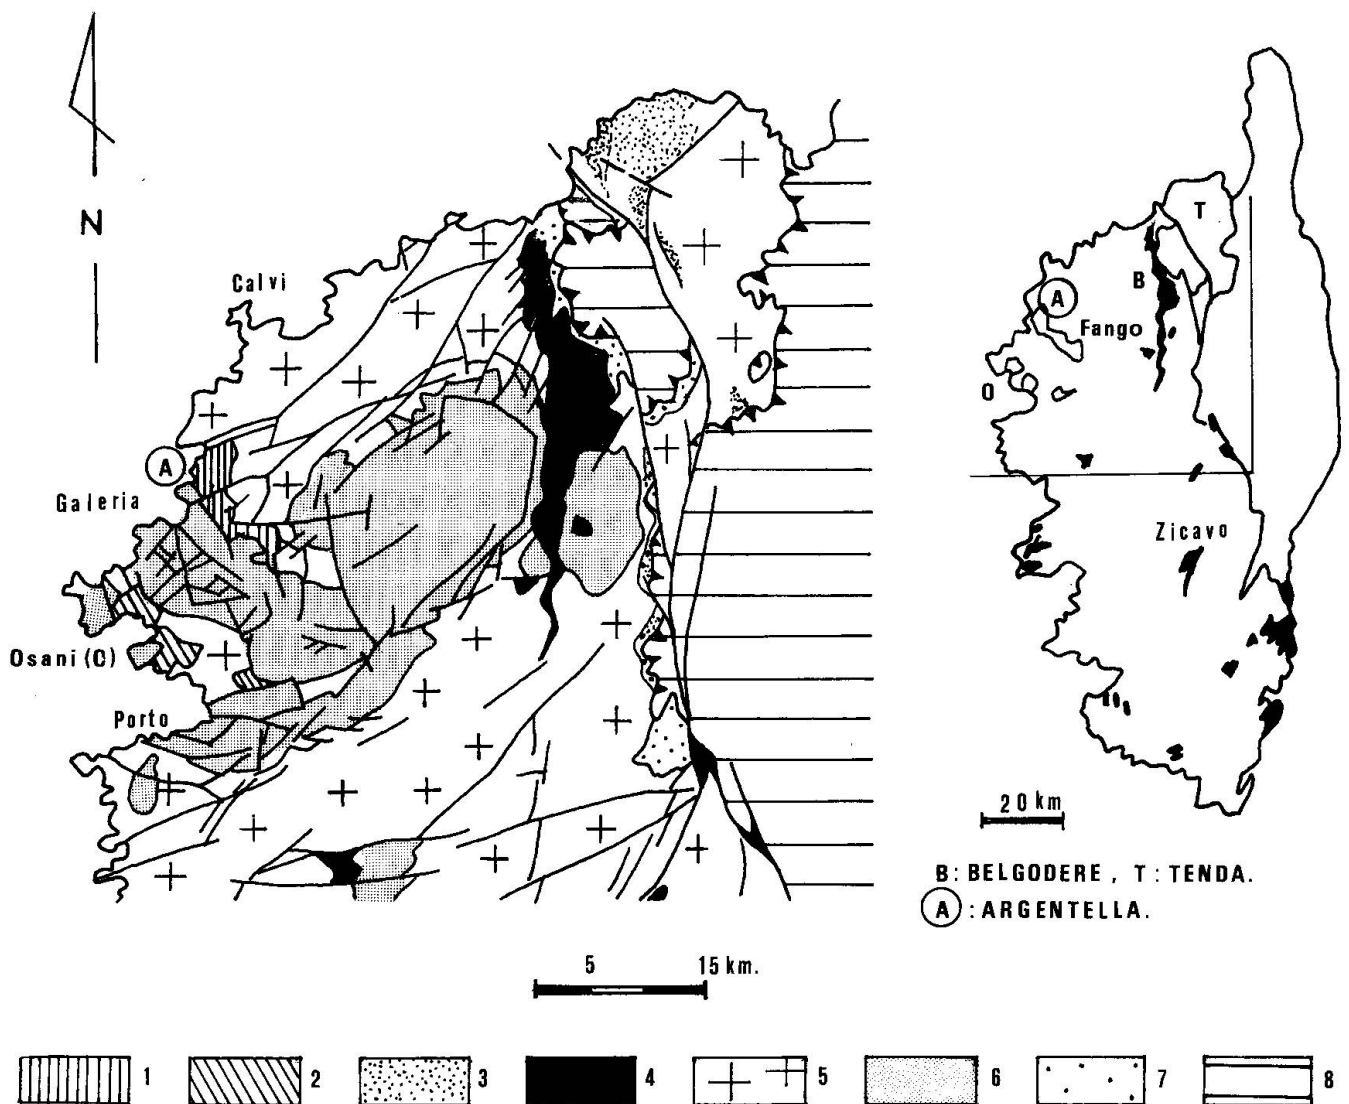 N
Calvi
A
Galeria
Osani (O)
Porto
T
B
A
Fango
O
Zicavo
20 km
B: BELGODERE, T: TENDA.
A : ARGENTELLA.
5 15 km.
1 2 3 4 5 6 7 8